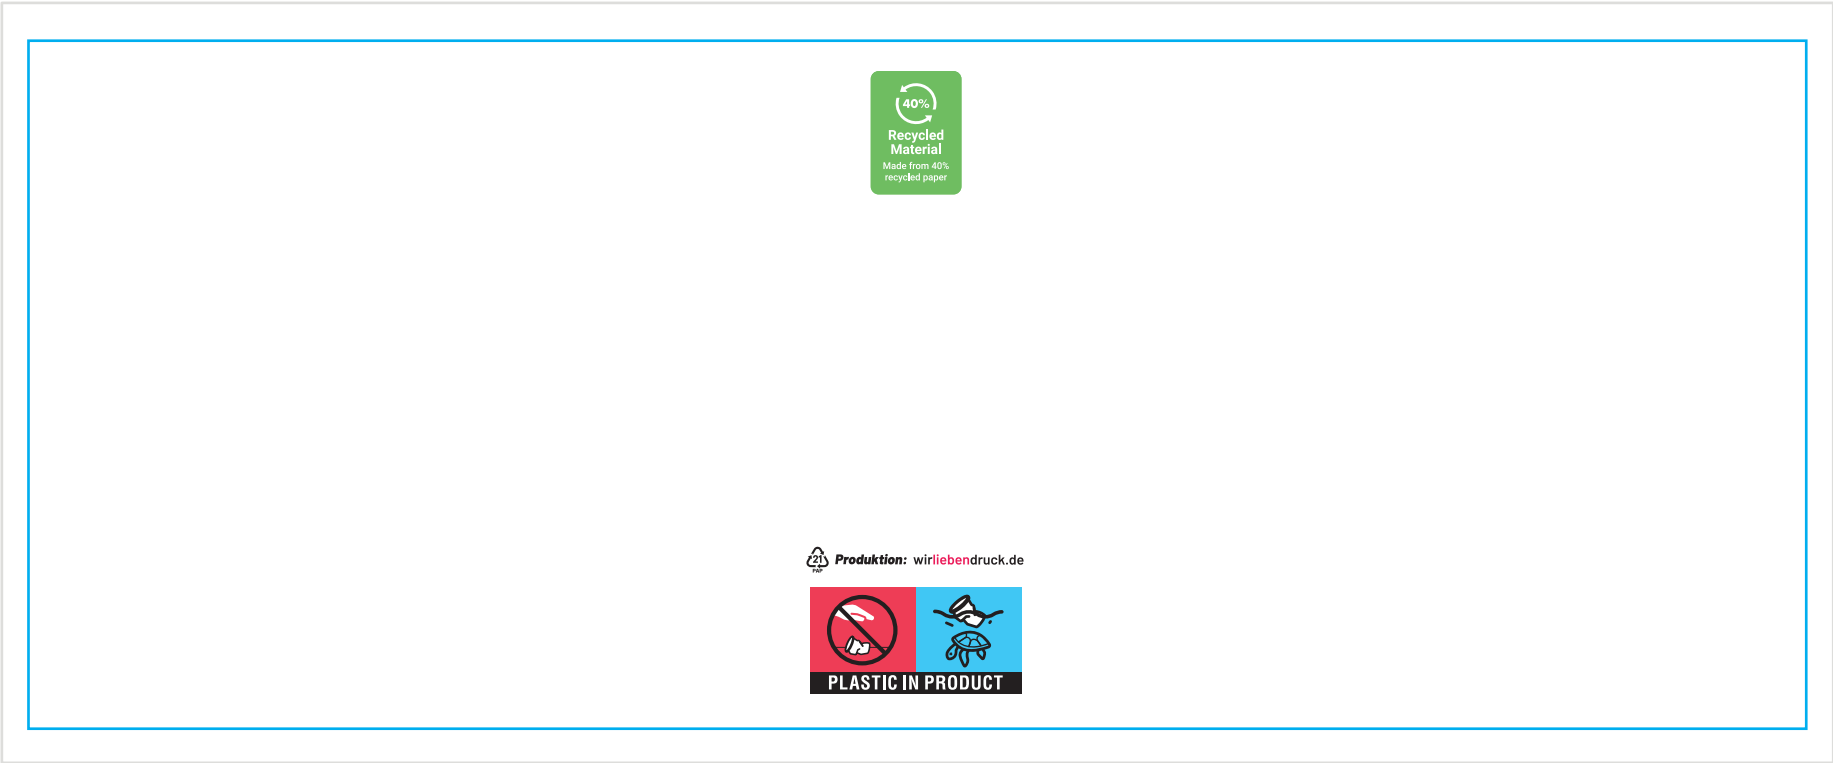 40%
Recycled
Material
Made from 40%
recycled paper
21
PAP
Produktion: wirliebendruck.de
PLASTIC IN PRODUCT